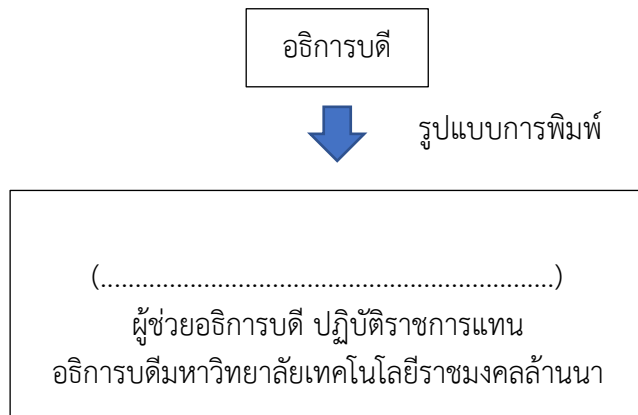 อธิการบดี
รูปแบบการพิมพ์
(..................................................................)
ผู้ช่วยอธิการบดี ปฏิบัติราชการแทน
อธิการบดีมหาวิทยาลัยเทคโนโลยีราชมงคลล้านนา